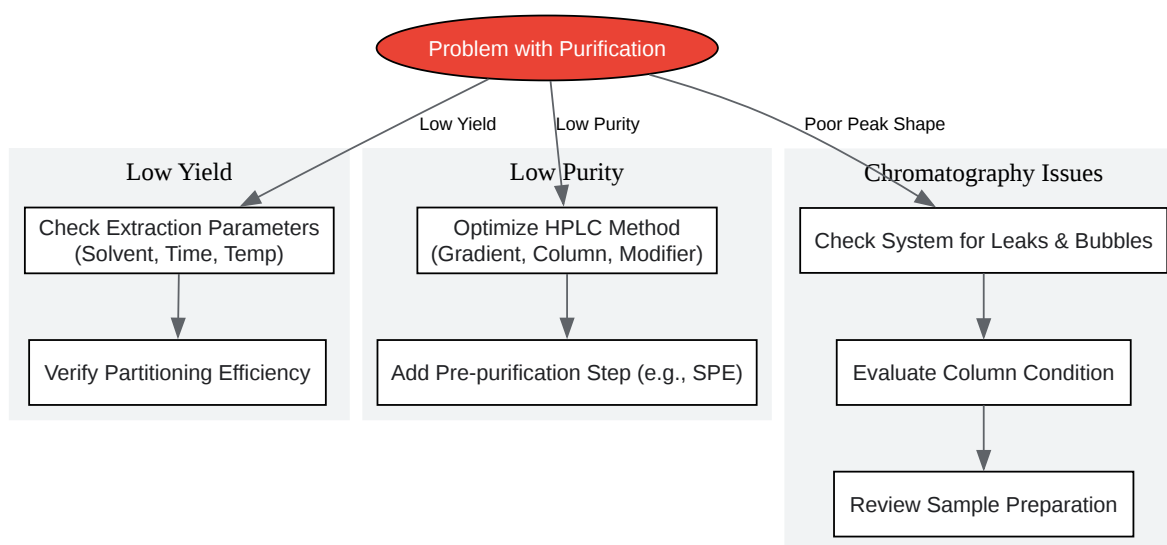 Problem with Purification
Low Yield
Low Purity
Poor Peak Shape
Low Yield
Check Extraction Parameters
(Solvent, Time, Temp)
Verify Partitioning Efficiency
Low Purity
Optimize HPLC Method
(Gradient, Column, Modifier)
Add Pre-purification Step (e.g., SPE)
Chromatography Issues
Check System for Leaks & Bubbles
Evaluate Column Condition
Review Sample Preparation